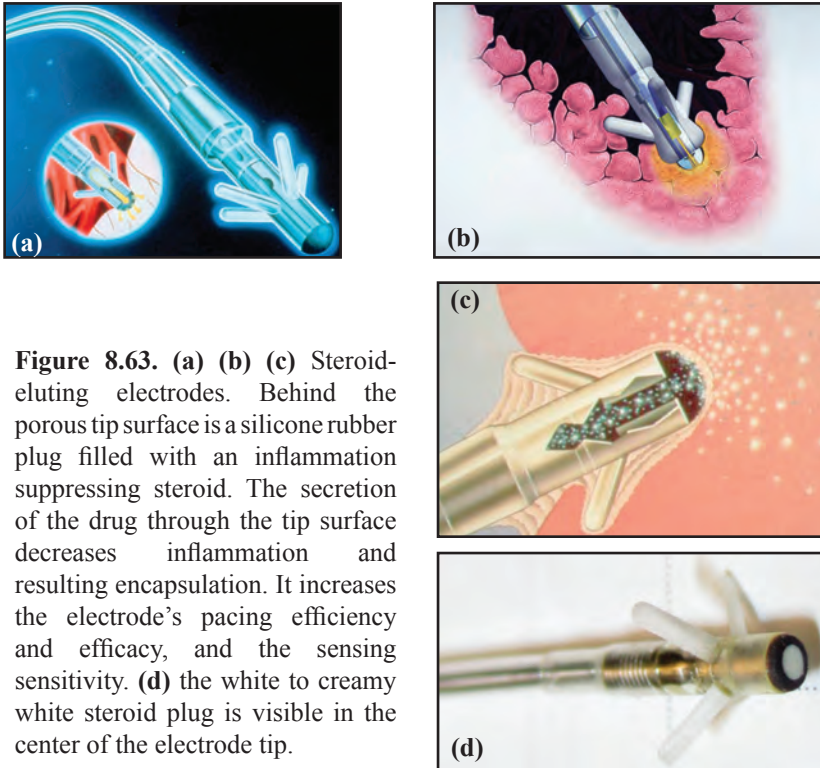 (a)
(b)
(c)
Figure 8.63. (a) (b) (c) Steroid-
eluting electrodes. Behind the
porous tip surface is a silicone rubber
plug filled with an inflammation
suppressing steroid. The secretion
of the drug through the tip surface
decreases inflammation and
resulting encapsulation. It increases
the electrode's pacing efficiency
and efficacy, and the sensing
sensitivity. (d) the white to creamy
white steroid plug is visible in the
center of the electrode tip.
(d)